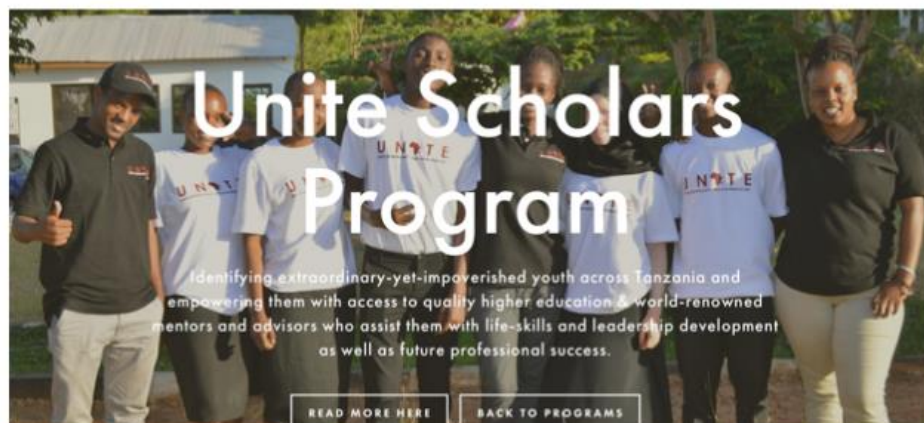 Unite Scholars
Program
UNITE
UNITE
Identifying extraordinary-yet-impoverished youth across Tanzania and
empowering them with access to quality higher education & world-renowned
mentors and advisors who assist them with life-skills and leadership development
as well as future professional success.
READ MORE HERE
BACK TO PROGRAMS